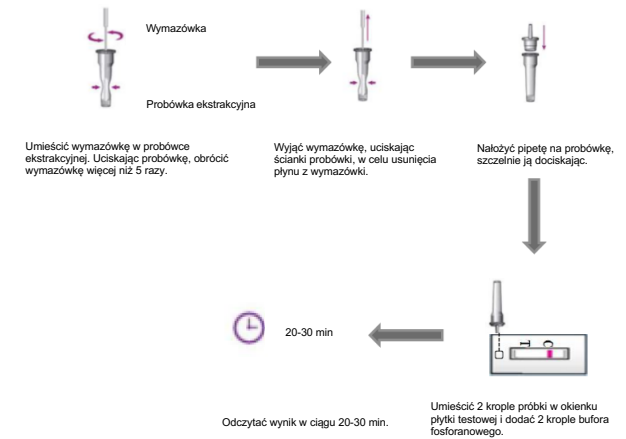 Wymazówka
Probówka ekstrakcyjna
Umieścić wymazówkę w probówce
ekstrakcyjnej. Uciskając probówkę, obrócić
wymazówkę więcej niż 5 razy.
Wyjąć wymazówkę, uciskając
ścianki probówki, w celu usunięcia
płynu z wymazówki.
Nałożyć pipetę na probówkę,
szczelnie ją dociskając.
T C
Umieścić 2 krople próbki w okienku
płytki testowej i dodać 2 krople bufora
fosforanowego.
20-30 min
Odczytać wynik w ciągu 20-30 min.